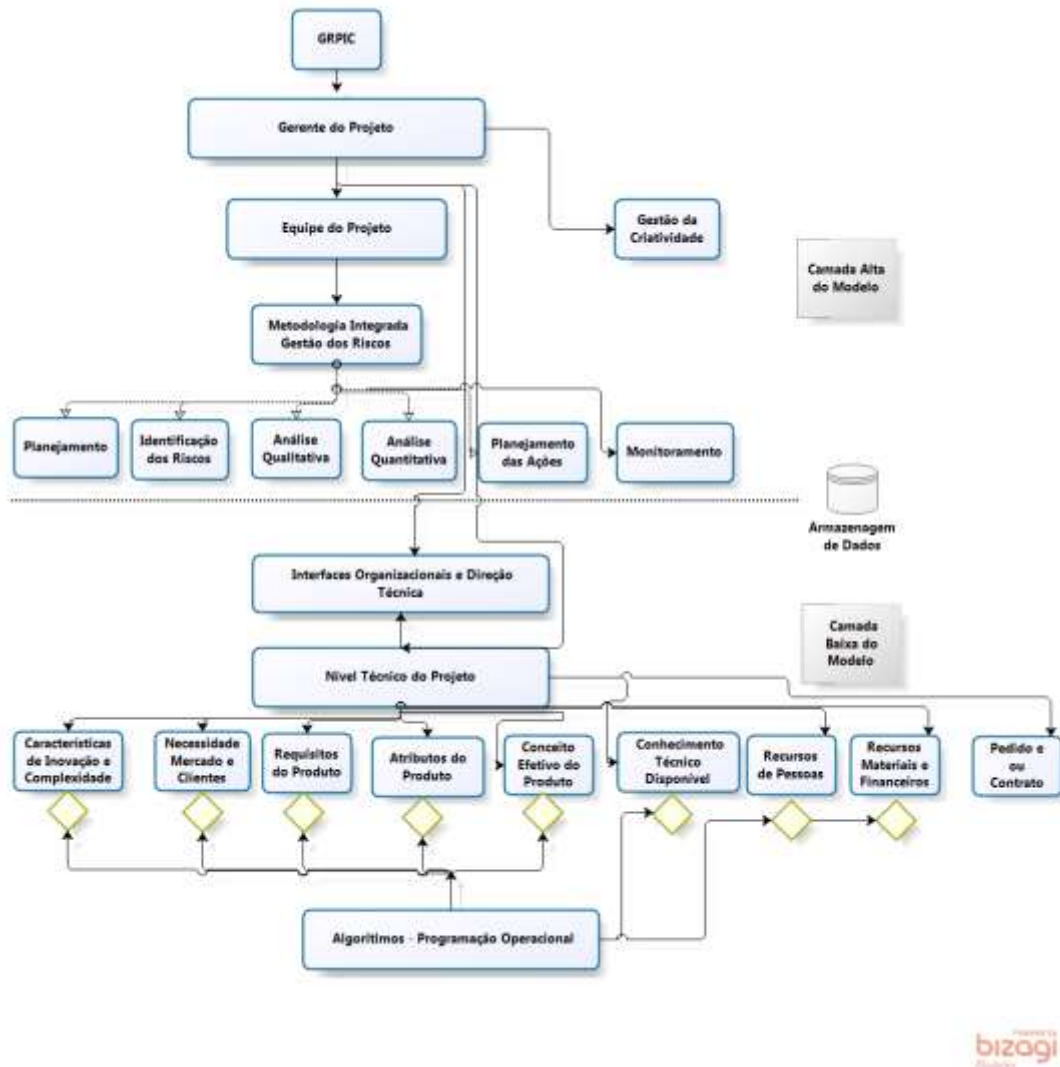 GRPIC
Gerente do Projeto
Equipe do Projeto
Gestão da
Criatividade
Camada Alta
do Modelo
Metodologia Integrada
Gestão dos Riscos
Planejamento
Identificação
dos Riscos
Análise
Qualitativa
Análise
Quantitativa
Planejamento
das Ações
Monitoramento
Armazenagem
de Dados
Interfaces Organizacionais e Direção
Técnica
Camada
Baixa do
Modelo
Nível Técnico do Projeto
Características
de Inovação e
Complexidade
Necessidade
Mercado e
Clientes
Requisitos
do Produto
Atributos do
Produto
Conceito
Efetivo do
Produto
Conhecimento
Técnico
Disponível
Recursos
de Pessoas
Recursos
Materiais e
Financeiros
Pedido e
ou
Contrato
Algoritimos - Programação Operacional
bizagi